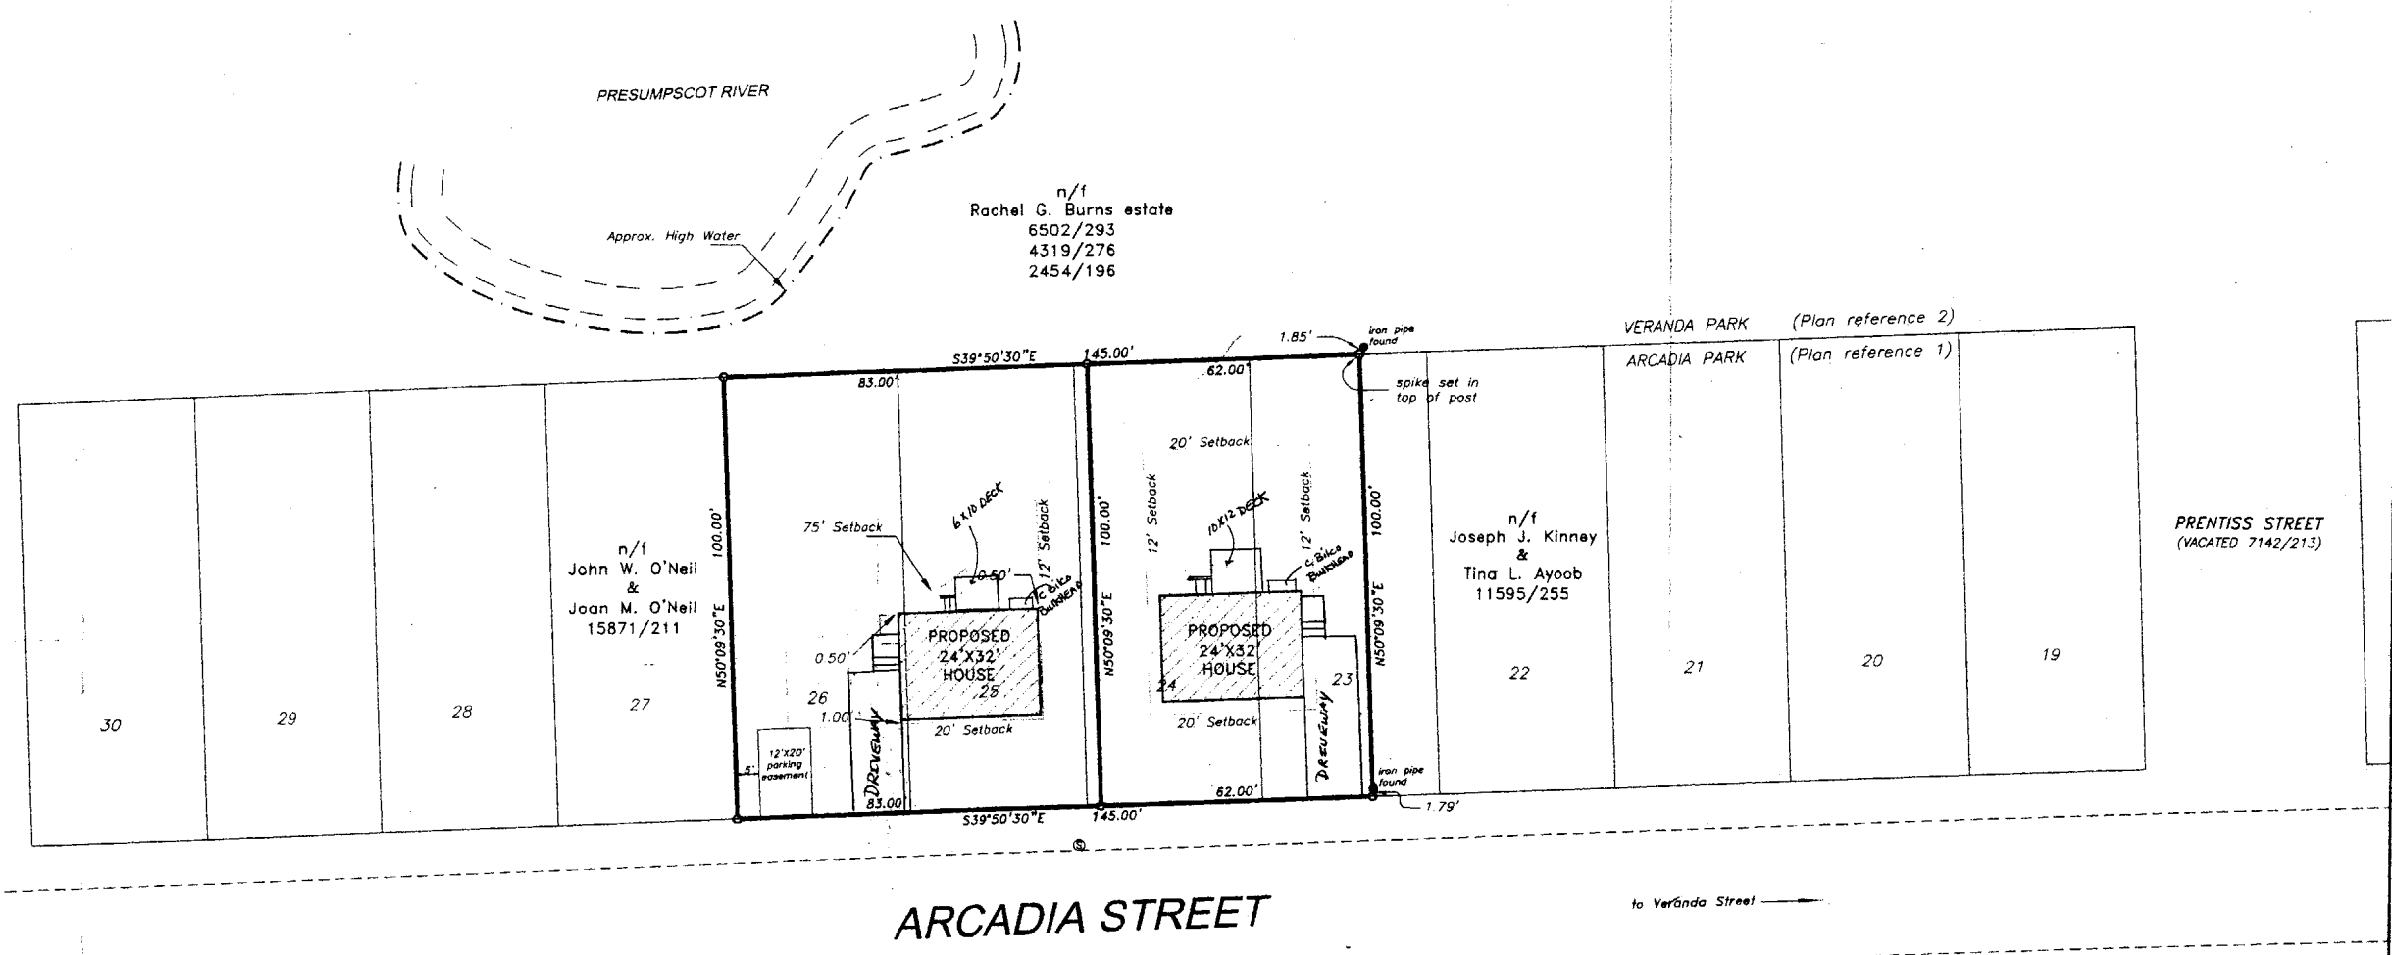 PRESUMPSCOT RIVER
Approx. High Water
n/f
Rachel G. Burns estate
6502/293
4319/276
2454/196
VERANDA PARK (Plan reference 2)
ARCADIA PARK (Plan reference 1)
1.85'
iron pipe
found
S39°50'30"E 145.00'
83.00'
62.00'
spike set in
top of post
20' Setback
12' Setback
12' Setback
12' Setback
75' Setback
6X10 DECK
10X12 DECK
100.00'
N50°09'30"E
100.00'
N50°09'30"E
100.00'
N50°09'30"E
n/f
John W. O'Neil
&
Joan M. O'Neil
15871/211
n/f
Joseph J. Kinney
&
Tina L. Ayoob
11595/255
PRENTISS STREET
(VACATED 7142/213)
0.50'
C Bilco
BULKHEAD
C Bilco
BULKHEAD
0.50'
1.00'
PROPOSED
24'X32'
HOUSE
PROPOSED
24'X32'
HOUSE
30
29
28
27
26
25
24
23
22
21
20
19
20' Setback
20' Setback
12'X20'
parking
easement
5'
DRIVEWAY
DRIVEWAY
83.00'
62.00'
S39°50'30"E 145.00'
iron pipe
found
1.79'
S
ARCADIA STREET
to Veranda Street